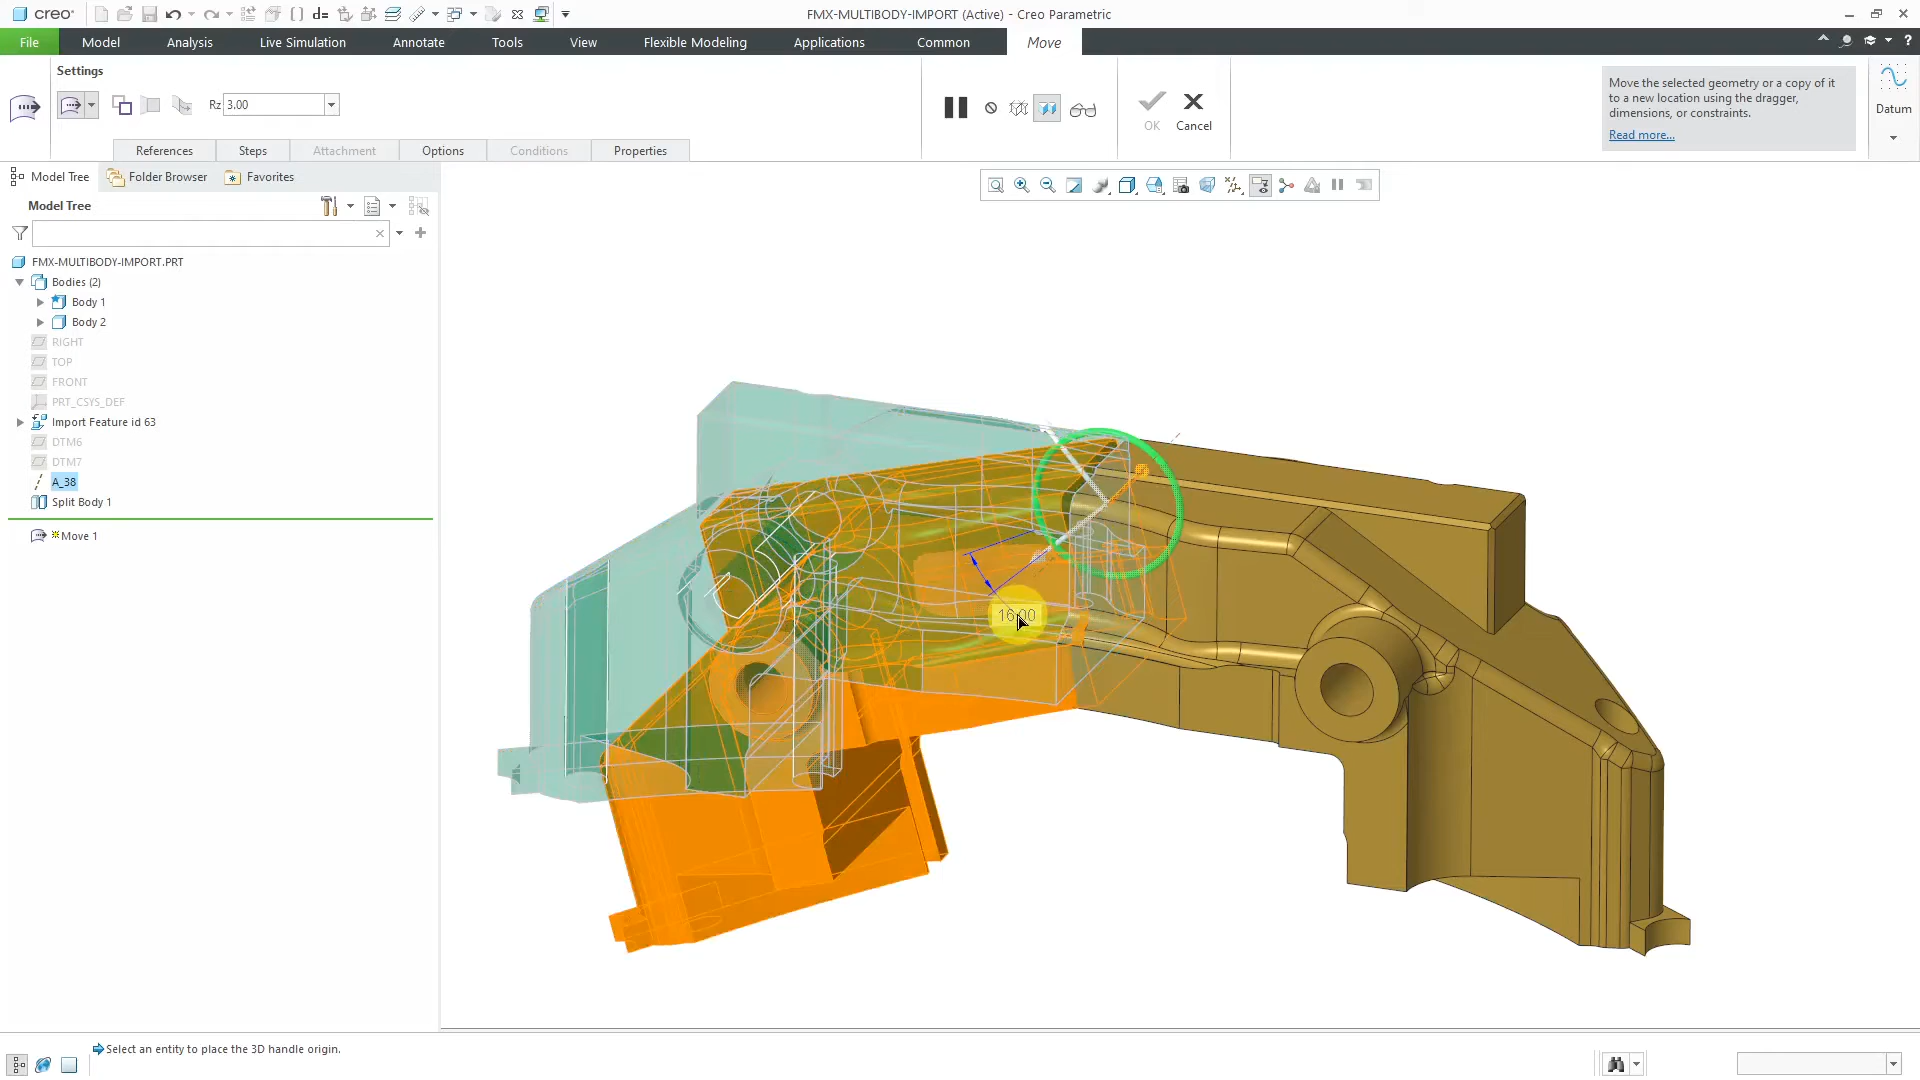 creo
d=
FMX-MULTIBODY-IMPORT (Active) - Creo Parametric
File
Model
Analysis
Live Simulation
Annotate
Tools
View
Flexible Modeling
Applications
Common
Move
Settings
Rz 3.00
OK
Cancel
Move the selected geometry or a copy of it
to a new location using the dragger,
dimensions, or constraints.
Read more...
Datum
References
Steps
Attachment
Options
Conditions
Properties
Model Tree
Folder Browser
Favorites
Model Tree
FMX-MULTIBODY-IMPORT.PRT
Bodies (2)
Body 1
Body 2
RIGHT
TOP
FRONT
PRT_CSYS_DEF
Import Feature id 63
DTM6
DTM7
A_38
Split Body 1
Move 1
16.00
Select an entity to place the 3D handle origin.